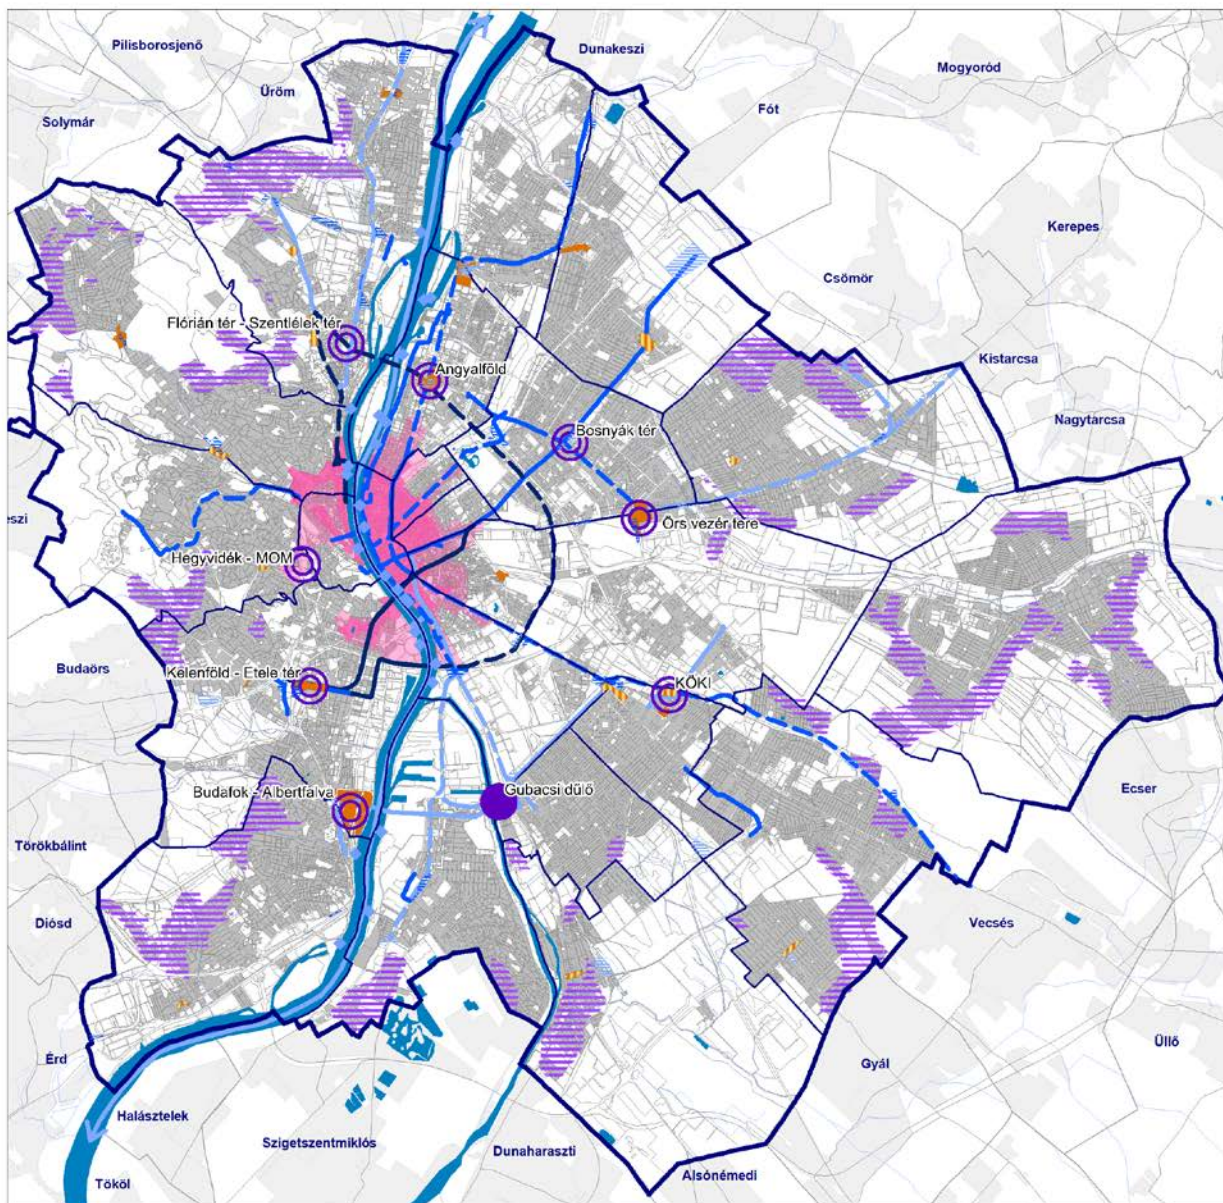 Pilisborosjenő
Dunakeszi
Mogyoród
Üröm
Fót
Solymár
Kerepes
Csömör
Flórián tér - Szentlélek tér
Kistarcsa
Angyalföld
Nagytarcsa
Bosnyák tér
eszi
Örs vezér tere
Hegyvidék - MOM
Budaörs
Kelenföld - Etele tér
KÖKI
Ecser
Budafok - Albertfalva
Gubacsi dűlő
Törökbálint
Diósd
Vecsés
Üllő
Érd
Gyál
Halásztelek
Szigetszentmiklós
Dunaharaszti
Alsónémedi
Tököl